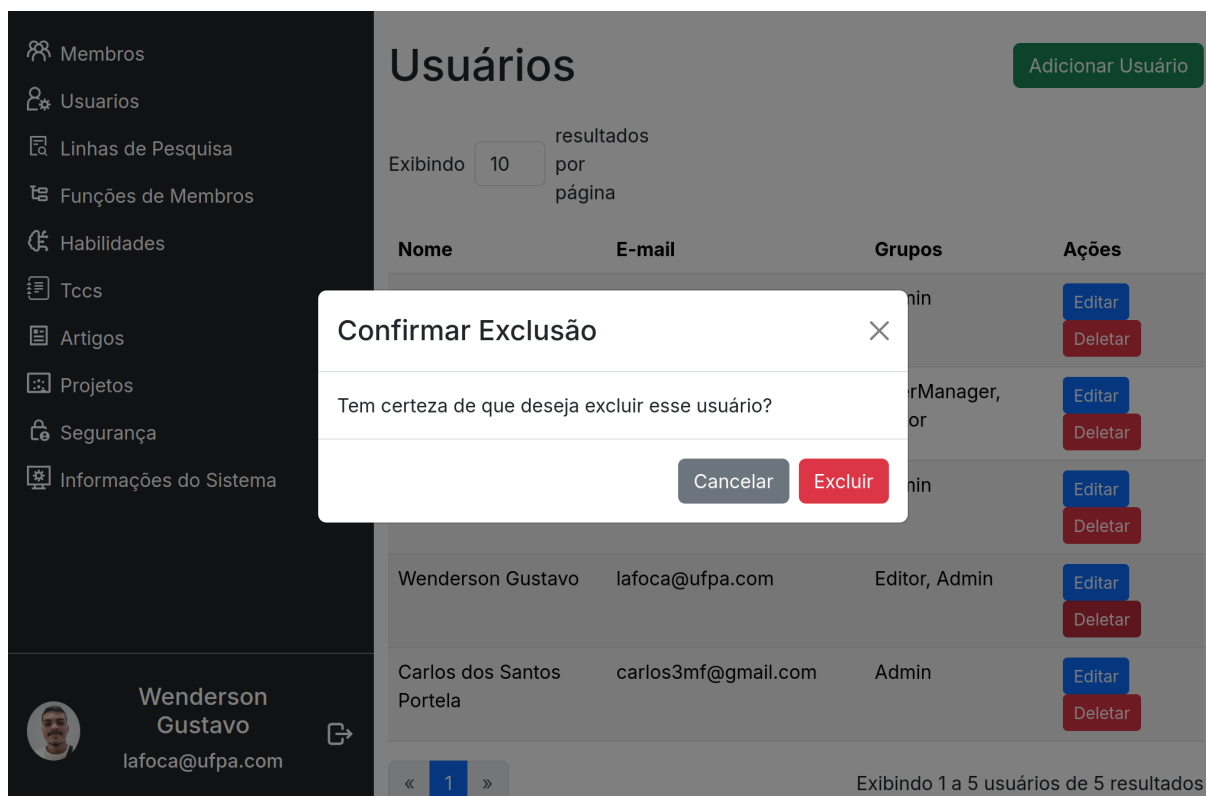 Membros
Usuarios
Linhas de Pesquisa
Funções de Membros
Habilidades
Tccs
Artigos
Projetos
Segurança
Informações do Sistema
Wenderson
Gustavo
lafoca@ufpa.com
Usuários
Adicionar Usuário
Exibindo 10 resultados
por
página
Nome E-mail Grupos Ações
Editar
Deletar
Editar
Deletar
Confirmar Exclusão
Tem certeza de que deseja excluir esse usuário?
Cancelar Excluir
Editar
Deletar
Wenderson Gustavo lafoca@ufpa.com Editor, Admin Editar
Deletar
Carlos dos Santos carlos3mf@gmail.com Admin Editar
Portela
Deletar
« 1 » Exibindo 1 a 5 usuários de 5 resultados